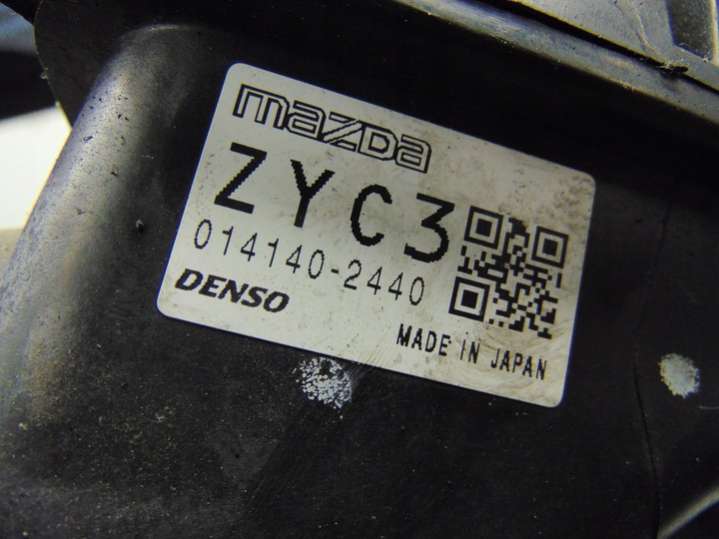 mazda
ZYC3
014140-2440
DENSO
MADE IN JAPAN